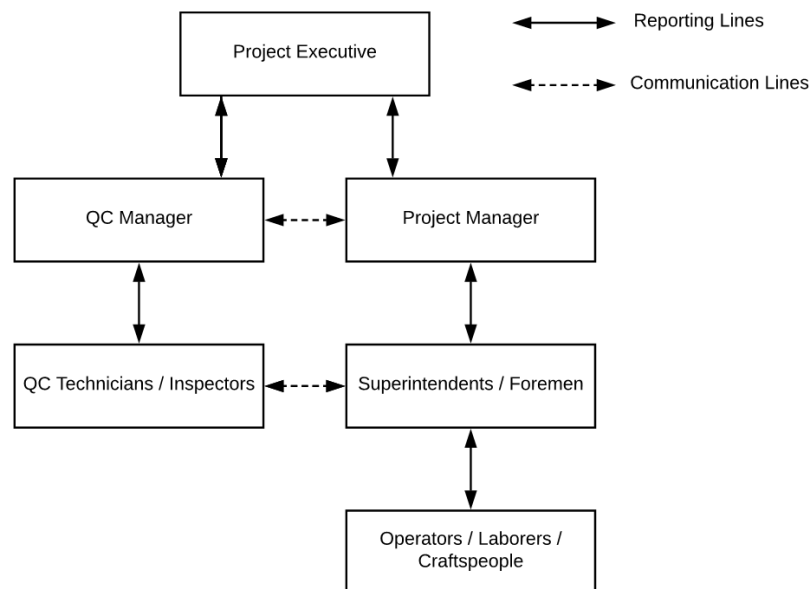 Project Executive
Reporting Lines
Communication Lines
QC Manager
Project Manager
QC Technicians / Inspectors
Superintendents / Foremen
Operators / Laborers /
Craftspeople